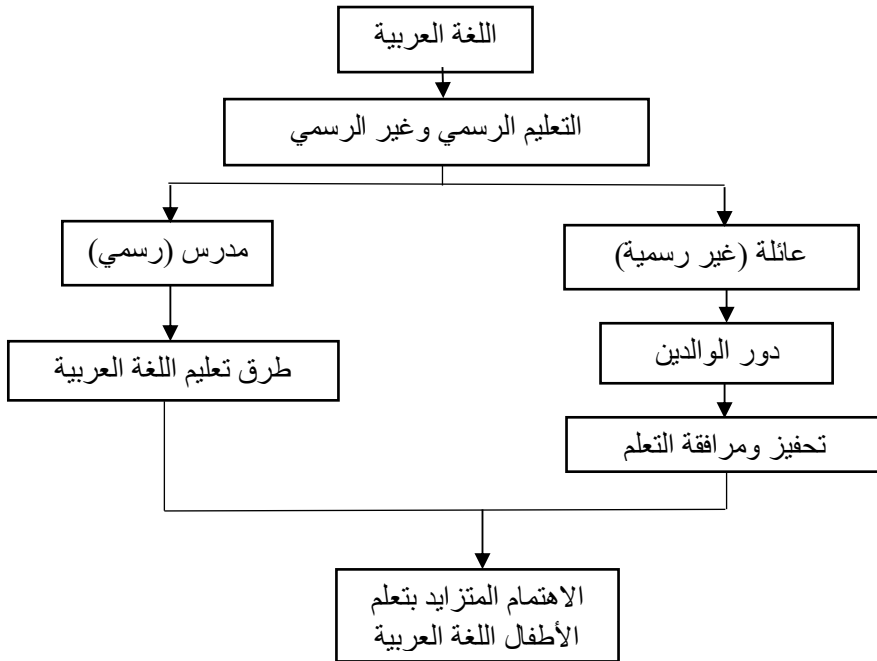 اللغة العربية
التعليم الرسمي وغير الرسمي
عائلة (غير رسمية)
مدرس (رسمي)
دور الوالدين
طرق تعليم اللغة العربية
تحفيز ومرافقة التعلم
الاهتمام المتزايد بتعلم
الأطفال اللغة العربية